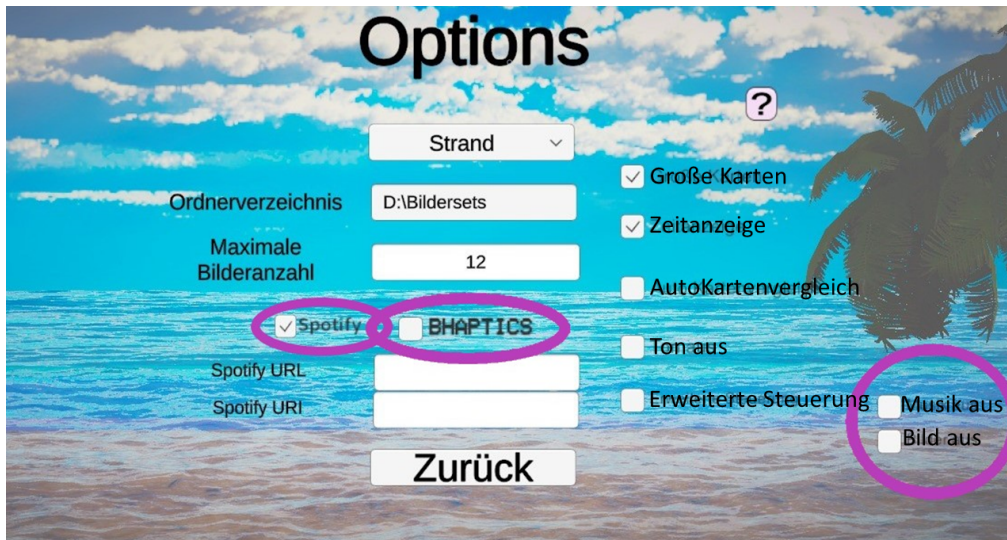 Options
?
Strand
Ordnerverzeichnis
D:\Bildersets
Maximale
Bilderanzahl
12
Spotify
BHAPTICS
Spotify URL
Spotify URI
Zurück
Große Karten
Zeitanzeige
AutoKartenvergleich
Ton aus
Erweiterte Steuerung
Musik aus
Bild aus